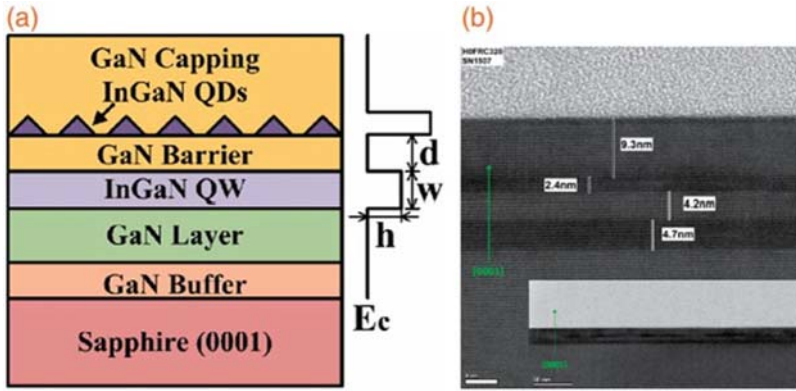 (a)
GaN Capping
InGaN QDs
GaN Barrier
InGaN QW
GaN Layer
GaN Buffer
Sapphire (0001)
d
w
h
Ec
(b)
SN1507
9.3nm
2.4nm
4.2nm
4.7nm
[0001]